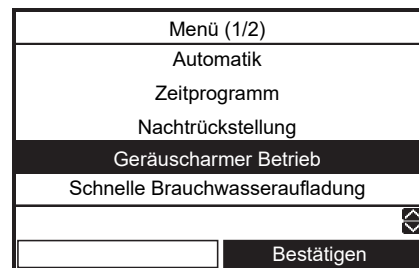 Menü (1/2)
Automatik
Zeitprogramm
Nachtrückstellung
Geräuscharmer Betrieb
Schnelle Brauchwasseraufladung
Bestätigen